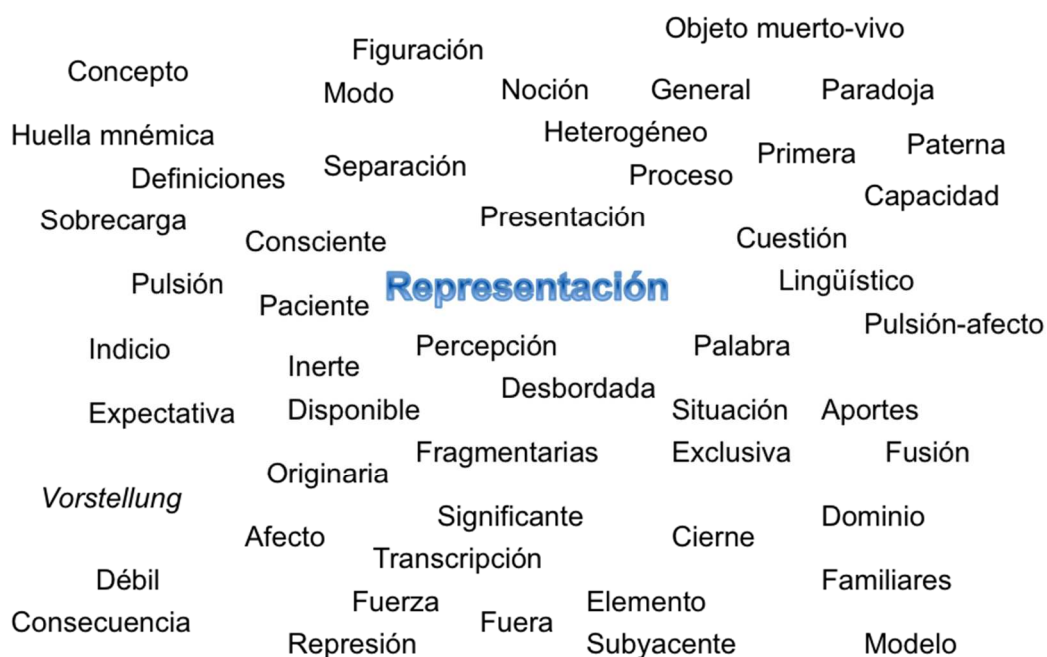 Objeto muerto-vivo
Figuración
Concepto
Modo
Noción
General
Paradoja
Huella mnémica
Heterogéneo
Paterna
Primera
Separación
Definiciones
Proceso
Capacidad
Sobrecarga
Presentación
Consciente
Cuestión
Pulsión
Representación
Lingüístico
Paciente
Pulsión-afecto
Indicio
Percepción
Palabra
Inerte
Desbordada
Expectativa
Disponible
Situación
Aportes
Fragmentarias
Exclusiva
Fusión
Originaria
Vorstellung
Significante
Dominio
Afecto
Cierne
Transcripción
Débil
Familiares
Fuerza
Elemento
Consecuencia
Fuera
Represión
Subyacente
Modelo